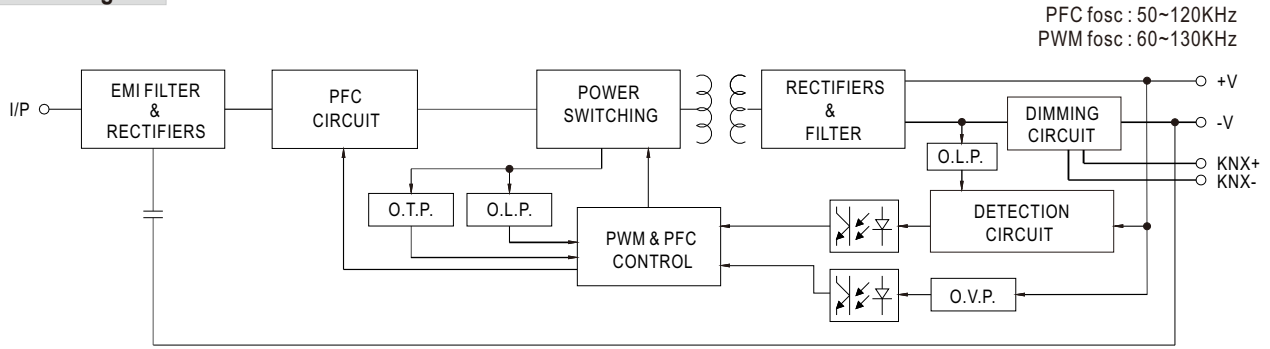 PFC fosc : 50~120KHz
PWM fosc : 60~130KHz
I/P
EMI FILTER
&
RECTIFIERS
PFC
CIRCUIT
POWER
SWITCHING
RECTIFIERS
&
FILTER
DIMMING
CIRCUIT
+V
-V
KNX+
KNX-
O.L.P.
O.T.P.
O.L.P.
PWM & PFC
CONTROL
DETECTION
CIRCUIT
O.V.P.